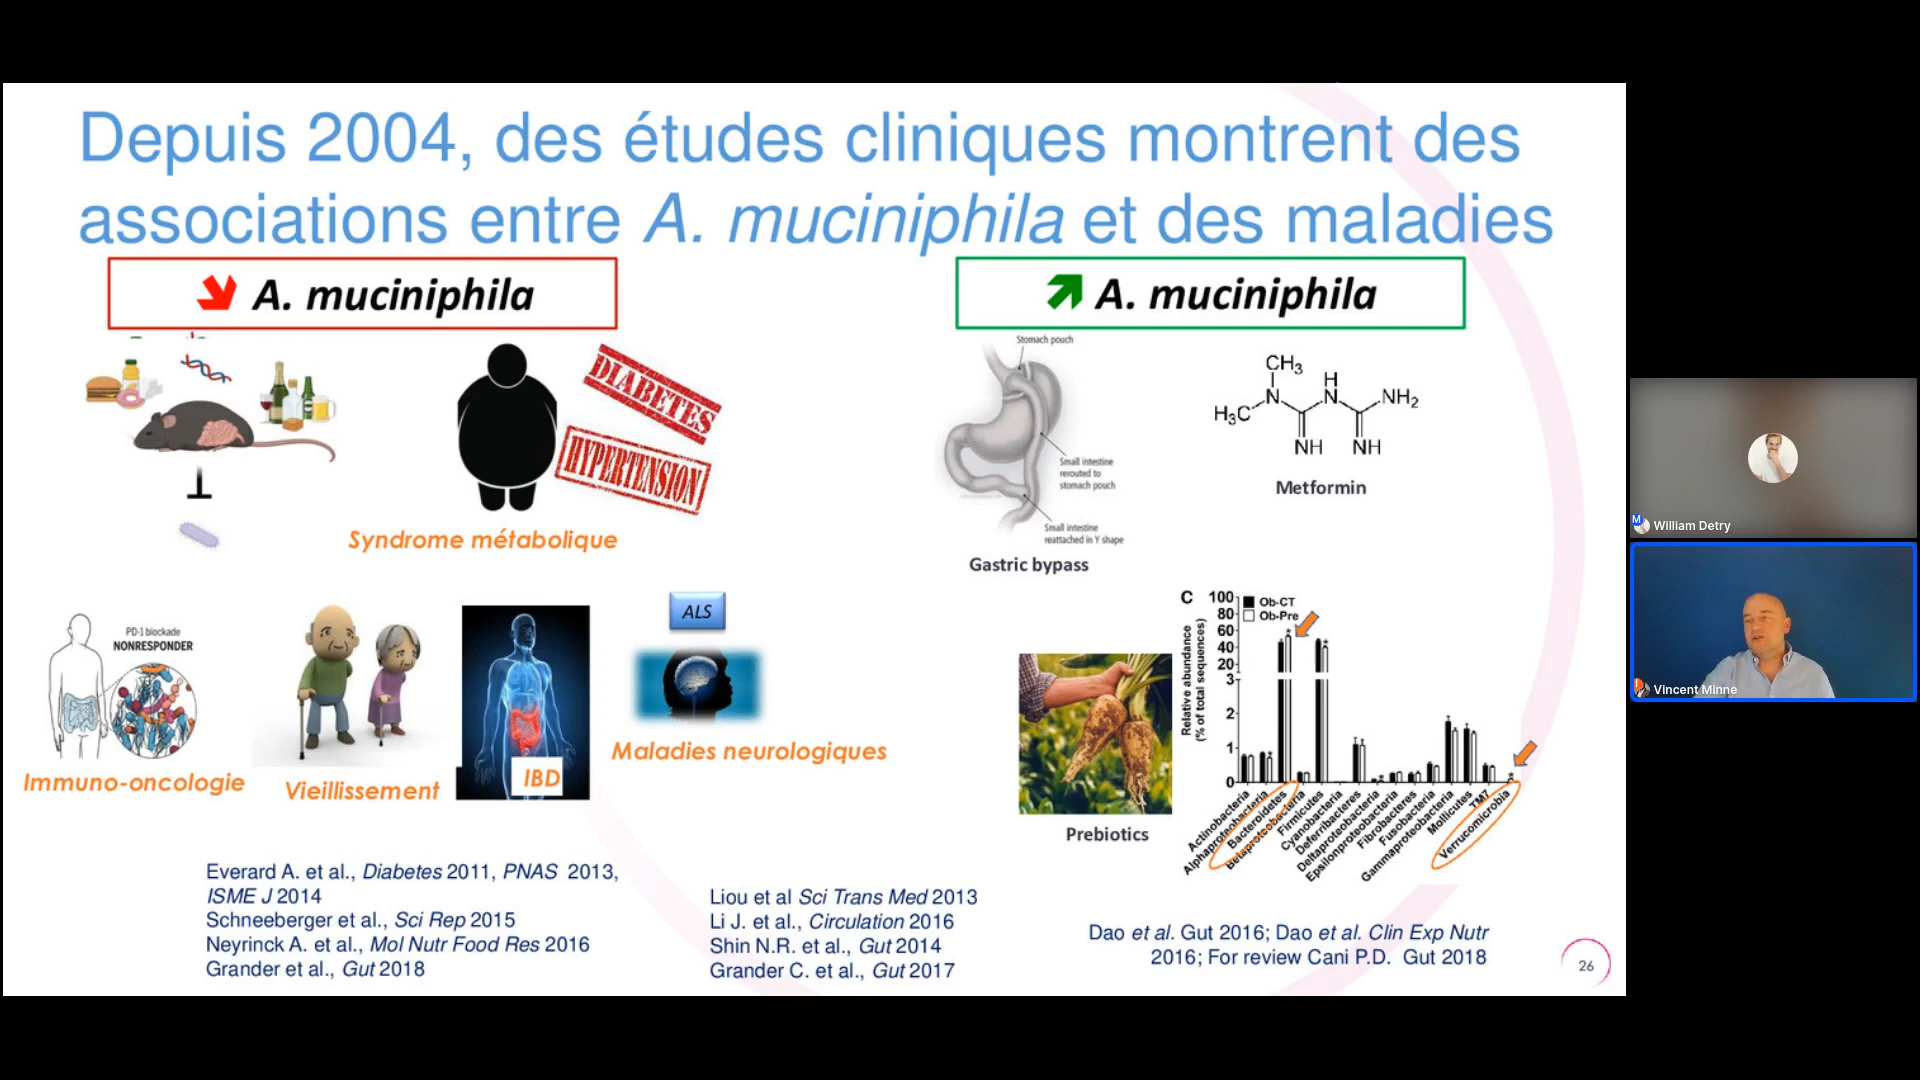 Depuis 2004, des études cliniques montrent des
associations entre A. muciniphila et des maladies
A. muciniphila
DIABETES
HYPERTENSION
Syndrome métabolique
PD-1 blockade
NONRESPONDER
Immuno-oncologie
Vieillissement
IBD
ALS
Maladies neurologiques
A. muciniphila
Stomach pouch
Small intestine
rerouted to
stomach pouch
Small intestine
reattached in Y shape
Gastric bypass
CH3
H
N
N
NH2
H3C
NH
NH
Metformin
Prebiotics
C
Relative abundance
(% of total sequences)
100
80
60
40
20
3
2
1
0
Ob-CT
Ob-Pre
Actinobacteria
Alphaproteobacteria
Bacteroidetes
Betaproteobacteria
Firmicutes
Cyanobacteria
Deferribacteres
Deltaproteobacteria
Epsilonproteobacteria
Fibrobacteres
Fusobacteria
Gammaproteobacteria
Mollicutes
TM7
Verrucomicrobia
Everard A. et al., Diabetes 2011, PNAS 2013,
ISME J 2014
Schneeberger et al., Sci Rep 2015
Neyrinck A. et al., Mol Nutr Food Res 2016
Grander et al., Gut 2018
Liou et al Sci Trans Med 2013
Li J. et al., Circulation 2016
Shin N.R. et al., Gut 2014
Grander C. et al., Gut 2017
Dao et al. Gut 2016; Dao et al. Clin Exp Nutr
2016; For review Cani P.D. Gut 2018
26
M
William Detry
Vincent Minne